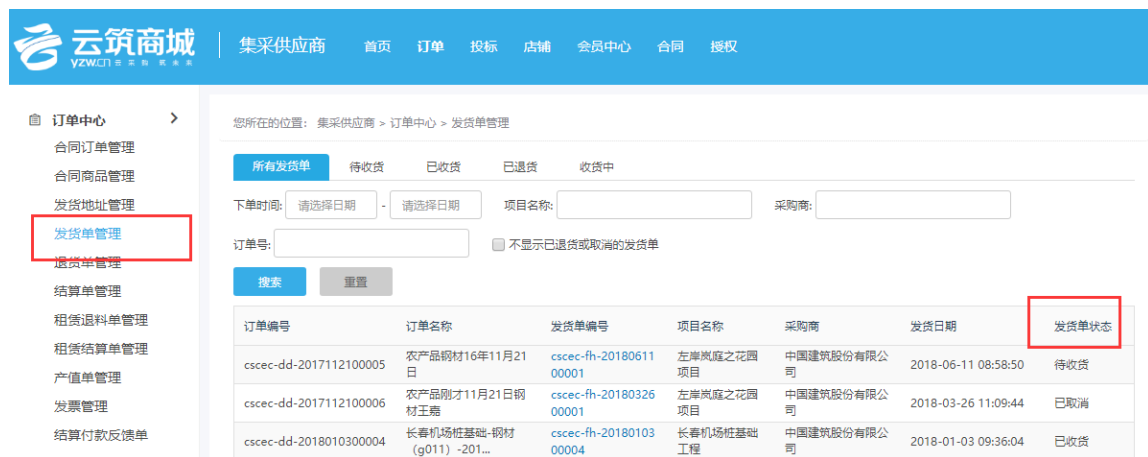 云筑商城
yzw.cn
集采供应商 首页 订单 投标 店铺 会员中心 合同 授权
订单中心
合同订单管理
合同商品管理
发货地址管理
发货单管理
退货单管理
结算单管理
租赁退料单管理
租赁结算单管理
产值单管理
发票管理
结算付款反馈单
您所在的位置： 集采供应商 > 订单中心 > 发货单管理
所有发货单 待收货 已收货 已退货 收货中
下单时间: 请选择日期 - 请选择日期 项目名称: 采购商:
订单号: 不显示已退货或取消的发货单
搜索 重置
订单编号 订单名称 发货单编号 项目名称 采购商 发货日期 发货单状态
cscec-dd-2017112100005 农产品钢材16年11月21日 cscec-fh-2018061100001 左岸岚庭之花园项目 中国建筑股份有限公司 2018-06-11 08:58:50 待收货
cscec-dd-2017112100006 农产品刚才11月21日钢材王嘉 cscec-fh-2018032600001 左岸岚庭之花园项目 中国建筑股份有限公司 2018-03-26 11:09:44 已取消
cscec-dd-2018010300004 长春机场桩基础-钢材（g011）-201... cscec-fh-2018010300004 长春机场桩基础工程 中国建筑股份有限公司 2018-01-03 09:36:04 已收货